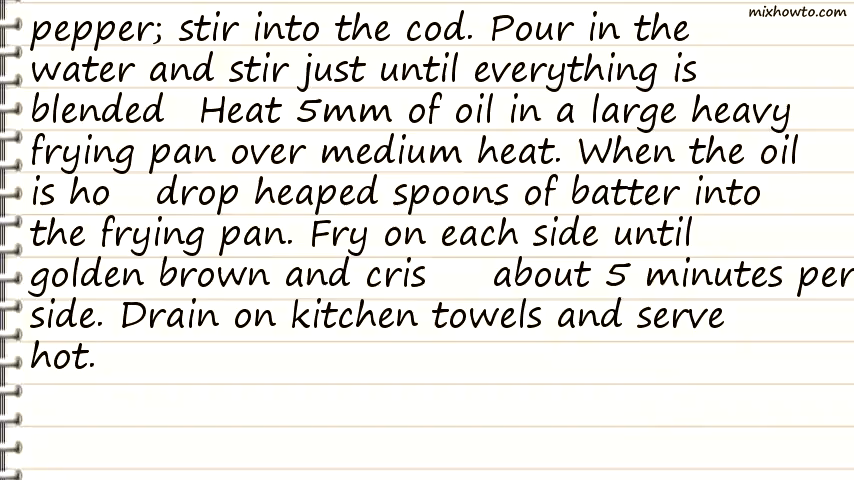 mixhowto.com
pepper; stir into the cod. Pour in the
water and stir just until everything is
blended Heat 5mm of oil in a large heavy
frying pan over medium heat. When the oil
is ho drop heaped spoons of batter into
the frying pan. Fry on each side until
golden brown and cris about 5 minutes per
side. Drain on kitchen towels and serve
hot.